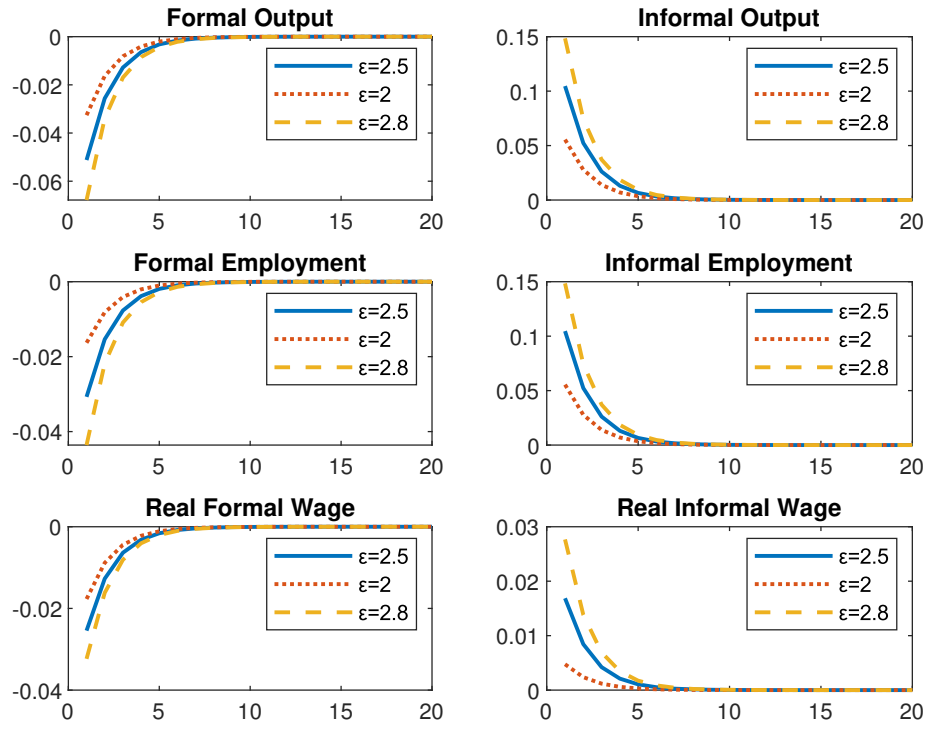 Formal Output
0
-0.02
-0.04
-0.06
0 5 10 15 20
ε=2.5
ε=2
ε=2.8
Informal Output
0.15
0.1
0.05
0
0 5 10 15 20
ε=2.5
ε=2
ε=2.8
Formal Employment
0
-0.02
-0.04
0 5 10 15 20
ε=2.5
ε=2
ε=2.8
Informal Employment
0.15
0.1
0.05
0
0 5 10 15 20
ε=2.5
ε=2
ε=2.8
Real Formal Wage
0
-0.02
-0.04
0 5 10 15 20
ε=2.5
ε=2
ε=2.8
Real Informal Wage
0.03
0.02
0.01
0
0 5 10 15 20
ε=2.5
ε=2
ε=2.8